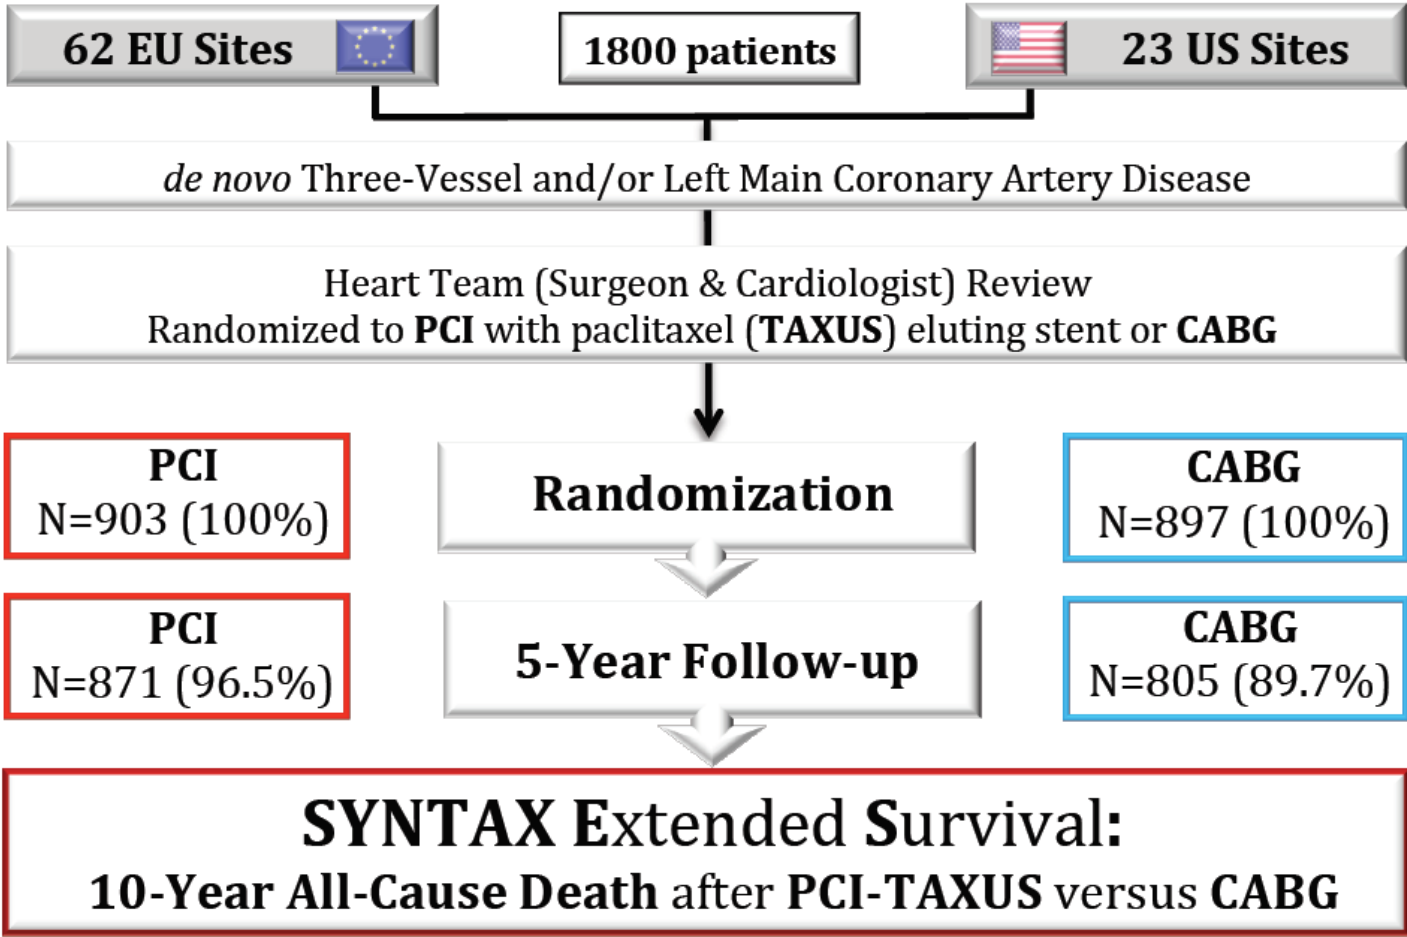 62 EU Sites
1800 patients
23 US Sites
de novo Three-Vessel and/or Left Main Coronary Artery Disease
Heart Team (Surgeon & Cardiologist) Review
Randomized to PCI with paclitaxel (TAXUS) eluting stent or CABG
PCI
N=903 (100%)
Randomization
CABG
N=897 (100%)
PCI
N=871 (96.5%)
5-Year Follow-up
CABG
N=805 (89.7%)
SYNTAX Extended Survival:
10-Year All-Cause Death after PCI-TAXUS versus CABG